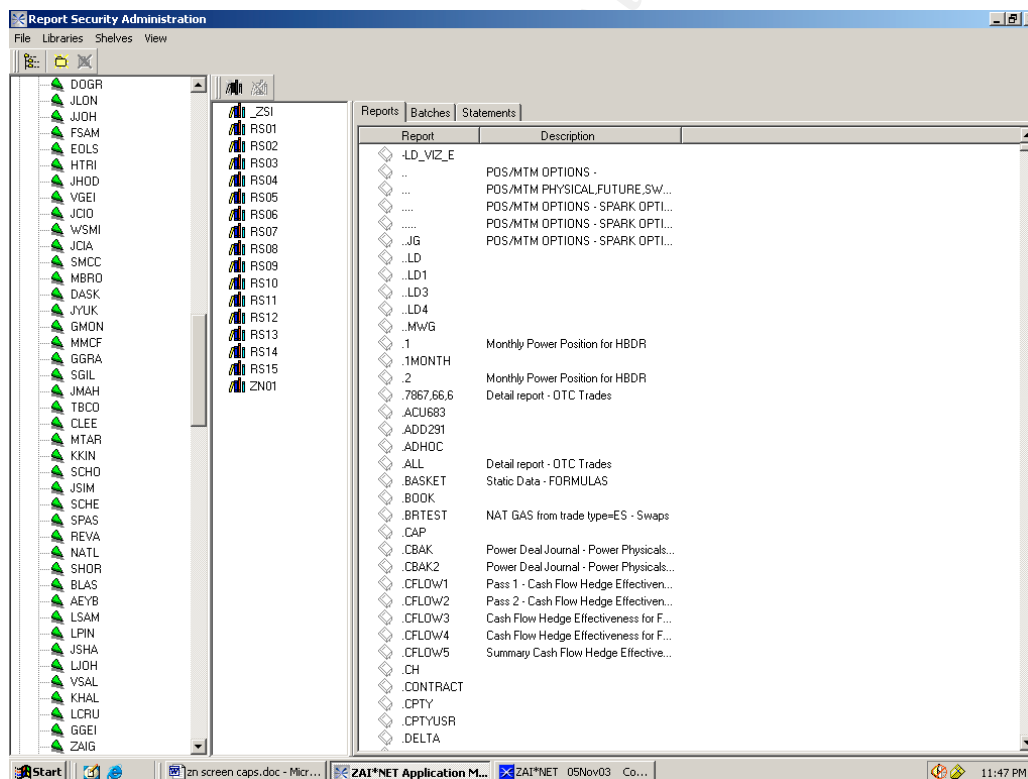 Report Security Administration
File Libraries Shelves View
DOGR
JLON
JJOH
FSAM
EOLS
HTRI
JHOD
VGEI
JCIO
WSMI
JCIA
SMCC
MBRO
DASK
JYUK
GMON
MMCF
GGRA
SGIL
JMAH
TBCO
CLEE
MTAR
KKIN
SCHO
JSIM
SCHE
SPAS
REVA
NATL
SHOR
BLAS
AEYB
LSAM
LPIN
JSHA
LJOH
VSAL
KHAL
LCRU
GGEI
ZAIG
_ZSI
RS01
RS02
RS03
RS04
RS05
RS06
RS07
RS08
RS09
RS10
RS11
RS12
RS13
RS14
RS15
ZN01
Reports Batches Statements
Report Description
-LD_VIZ_E
.. POS/MTM OPTIONS -
... POS/MTM PHYSICAL,FUTURE,SW...
.... POS/MTM OPTIONS - SPARK OPTI...
..... POS/MTM OPTIONS - SPARK OPTI...
..JG POS/MTM OPTIONS - SPARK OPTI...
..LD
..LD1
..LD3
..LD4
..MWG
.1 Monthly Power Position for HBDR
.1MONTH
.2 Monthly Power Position for HBDR
.7867,66,6 Detail report - OTC Trades
.ACU683
.ADD291
.ADHOC
.ALL Detail report - OTC Trades
.BASKET Static Data - FORMULAS
.BOOK
.BRTEST NAT GAS from trade type=ES - Swaps
.CAP
.CBAK Power Deal Journal - Power Physicals...
.CBAK2 Power Deal Journal - Power Physicals...
.CFLOW1 Pass 1 - Cash Flow Hedge Effectiven...
.CFLOW2 Pass 2 - Cash Flow Hedge Effectiven...
.CFLOW3 Cash Flow Hedge Effectiveness for F...
.CFLOW4 Cash Flow Hedge Effectiveness for F...
.CFLOW5 Summary Cash Flow Hedge Effective...
.CH
.CONTRACT
.CPTY
.CPTYUSR
.DELTA
Start zn screen caps.doc - Micr... ZAI*NET Application M... ZAI*NET 05Nov03 Co... 11:47 PM